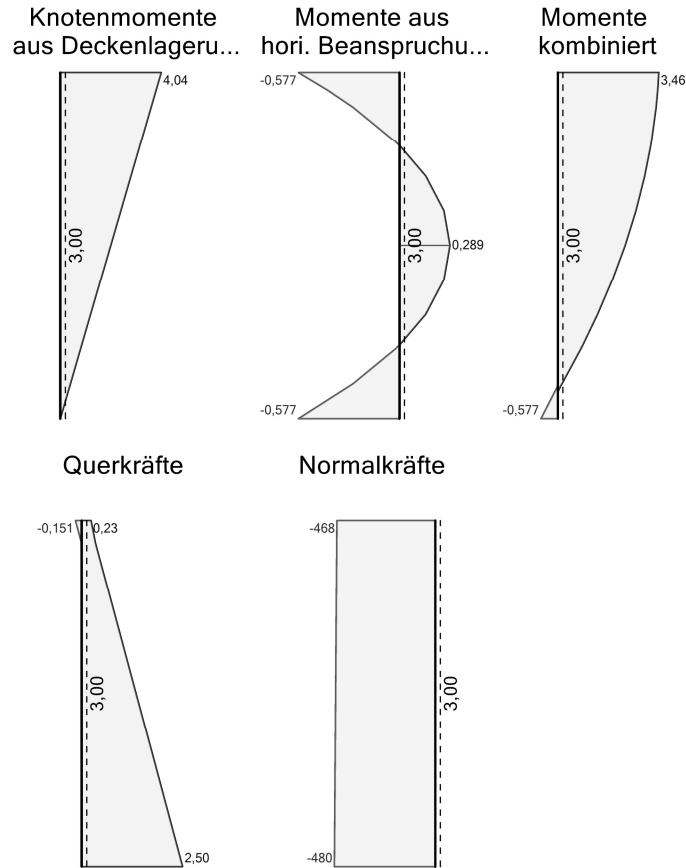 Knotenmomente
aus Deckenlageru...
Momente aus
hori. Beanspruchu...
Momente
kombiniert
4,04
3,00
-0,577
3,00
0,289
-0,577
3,46
3,00
-0,577
Querkräfte
Normalkräfte
-0,151
0,23
3,00
2,50
-468
3,00
-480